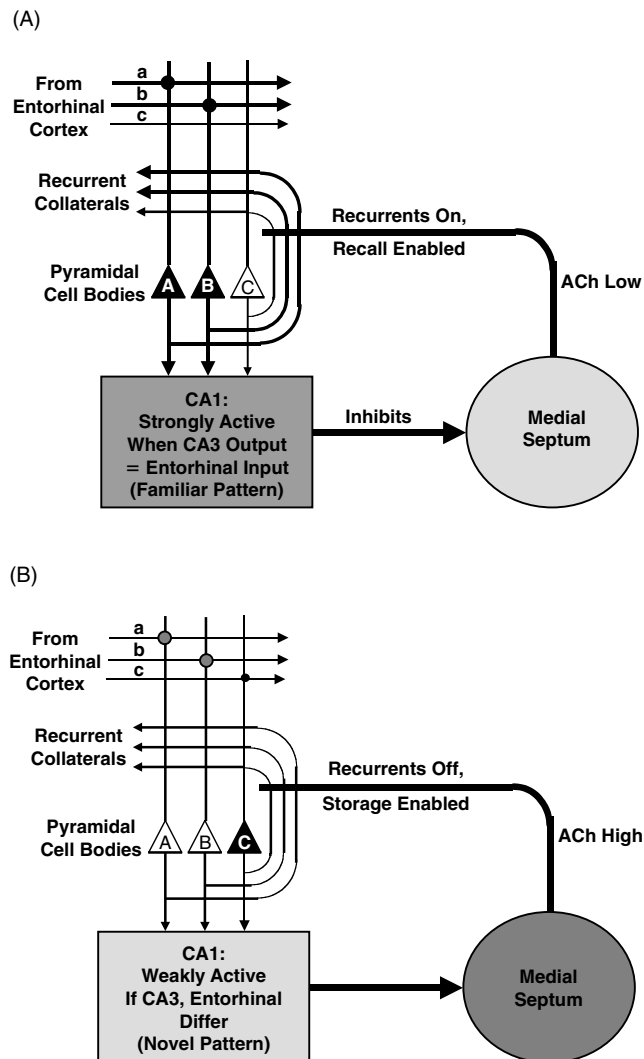 (A)
a
From
b
Entorhinal
c
Cortex
Recurrent
Collaterals
Recurrents On,
Recall Enabled
Pyramidal
Cell Bodies
A
B
C
ACh Low
CA1:
Strongly Active
When CA3 Output
= Entorhinal Input
(Familiar Pattern)
Inhibits
Medial
Septum
(B)
a
From
b
Entorhinal
c
Cortex
Recurrent
Collaterals
Recurrents Off,
Storage Enabled
Pyramidal
Cell Bodies
A
B
C
ACh High
CA1:
Weakly Active
If CA3, Entorhinal
Differ
(Novel Pattern)
Medial
Septum